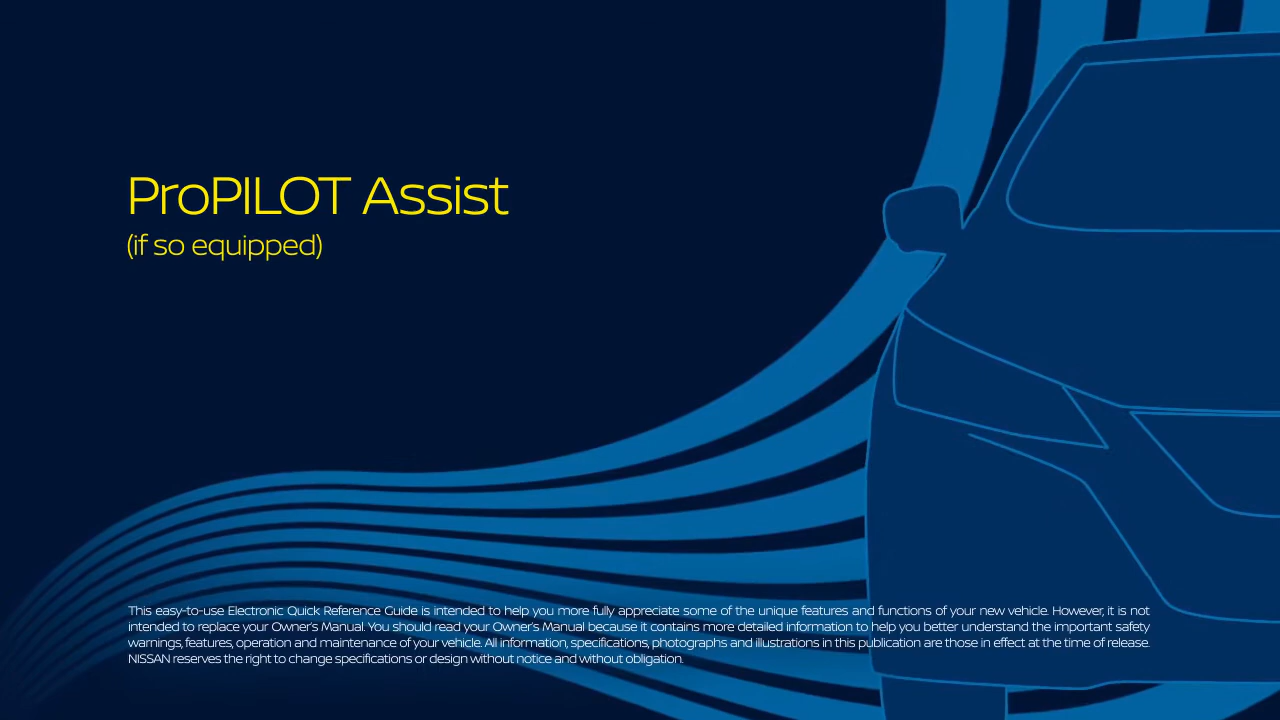 ProPILOT Assist
(if so equipped)
This easy-to-use Electronic Quick Reference Guide is intended to help you more fully appreciate some of the unique features and functions of your new vehicle. However, it is not
intended to replace your Owner's Manual. You should read your Owner's Manual because it contains more detailed information to help you better understand the important safety
warnings, features, operation and maintenance of your vehicle. All information, specifications, photographs and illustrations in this publication are those in effect at the time of release.
NISSAN reserves the right to change specifications or design without notice and without obligation.